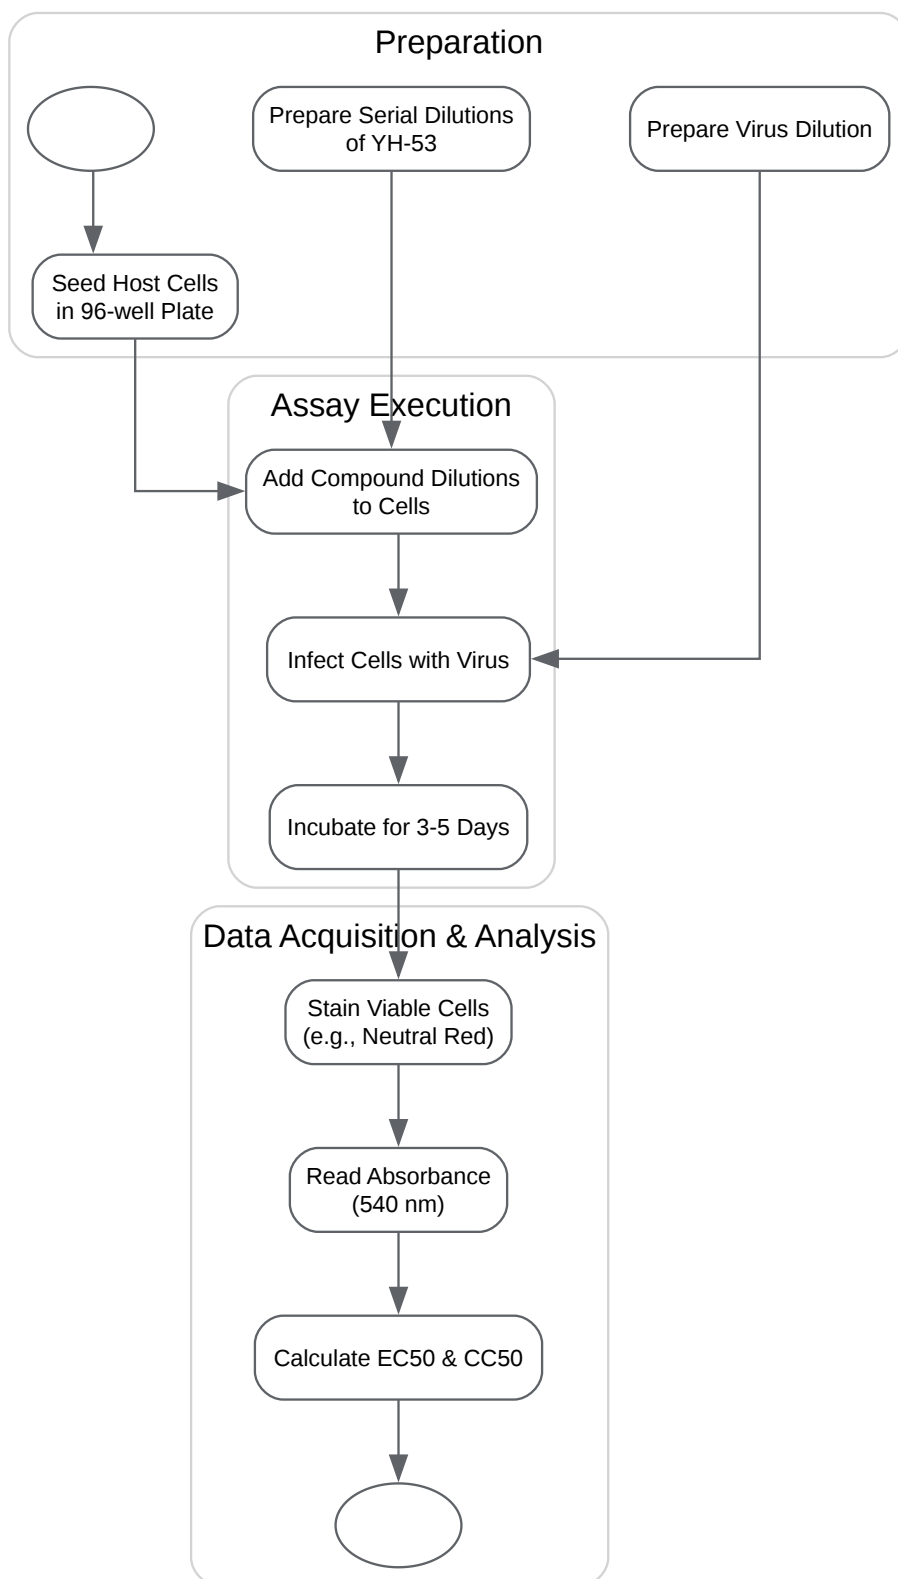 Preparation
Prepare Serial Dilutions
of YH-53
Prepare Virus Dilution
Seed Host Cells
in 96-well Plate
Assay Execution
Add Compound Dilutions
to Cells
Infect Cells with Virus
Incubate for 3-5 Days
Data Acquisition & Analysis
Stain Viable Cells
(e.g., Neutral Red)
Read Absorbance
(540 nm)
Calculate EC50 & CC50